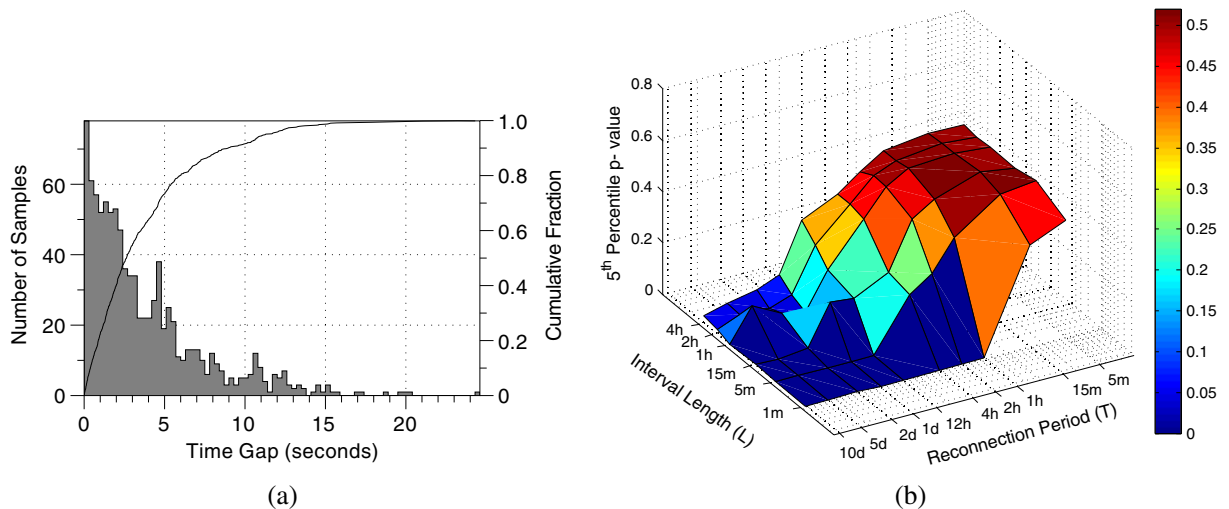 Number of Samples
60
40
20
0
1.0
0.8
0.6
0.4
0.2
0
Cumulative Fraction
0 5 10 15 20
Time Gap (seconds)
(a)
5th Percentile p- value
0.8
0.6
0.4
0.2
0
4h
2h
1h
15m
5m
1m
Interval Length (L)
10d 5d 2d 1d 12h 4h 2h 1h 15m 5m
Reconnection Period (T)
0.5
0.45
0.4
0.35
0.3
0.25
0.2
0.15
0.1
0.05
0
(b)